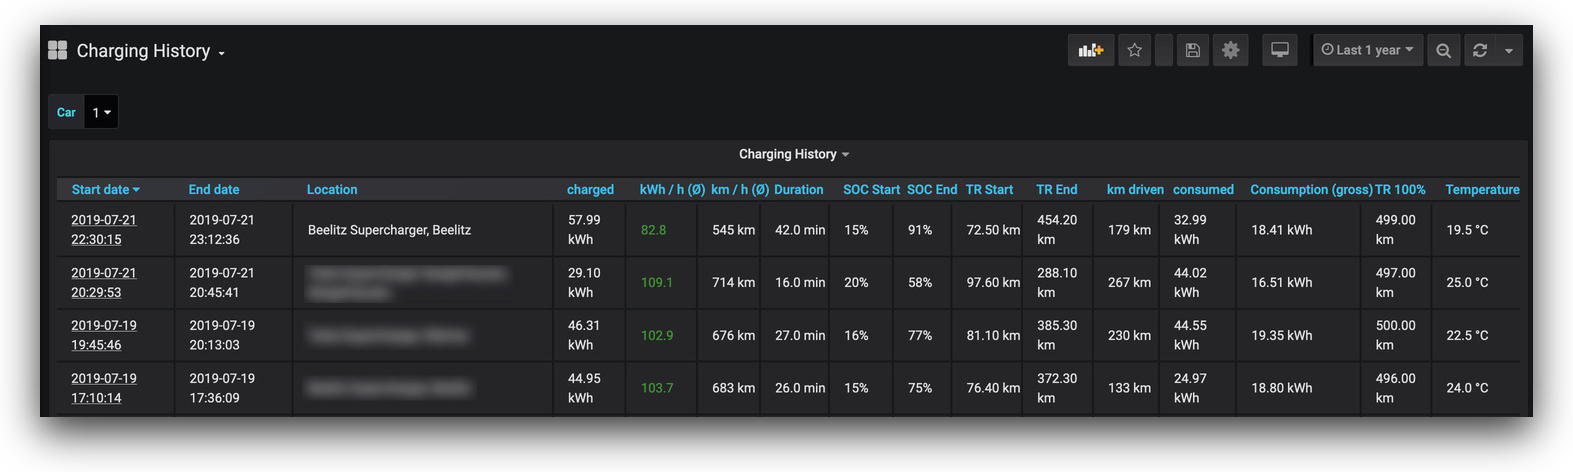 Charging History
Last 1 year
Car 1
Charging History
Start date End date Location charged kWh / h (Ø) km / h (Ø) Duration SOC Start SOC End TR Start TR End km driven consumed Consumption (gross) TR 100% Temperature
2019-07-21 2019-07-21 57.99 454.20 32.99 499.00
Beelitz Supercharger, Beelitz 82.8 545 km 42.0 min 15% 91% 72.50 km 179 km 18.41 kWh 19.5 °C
22:30:15 23:12:36 kWh km kWh km
2019-07-21 2019-07-21 29.10 288.10 44.02 497.00
109.1 714 km 16.0 min 20% 58% 97.60 km 267 km 16.51 kWh 25.0 °C
20:29:53 20:45:41 kWh km kWh km
2019-07-19 2019-07-19 46.31 385.30 44.55 500.00
102.9 676 km 27.0 min 16% 77% 81.10 km 230 km 19.35 kWh 22.5 °C
19:45:46 20:13:03 kWh km kWh km
2019-07-19 2019-07-19 44.95 372.30 24.97 496.00
103.7 683 km 26.0 min 15% 75% 76.40 km 133 km 18.80 kWh 24.0 °C
17:10:14 17:36:09 kWh km kWh km